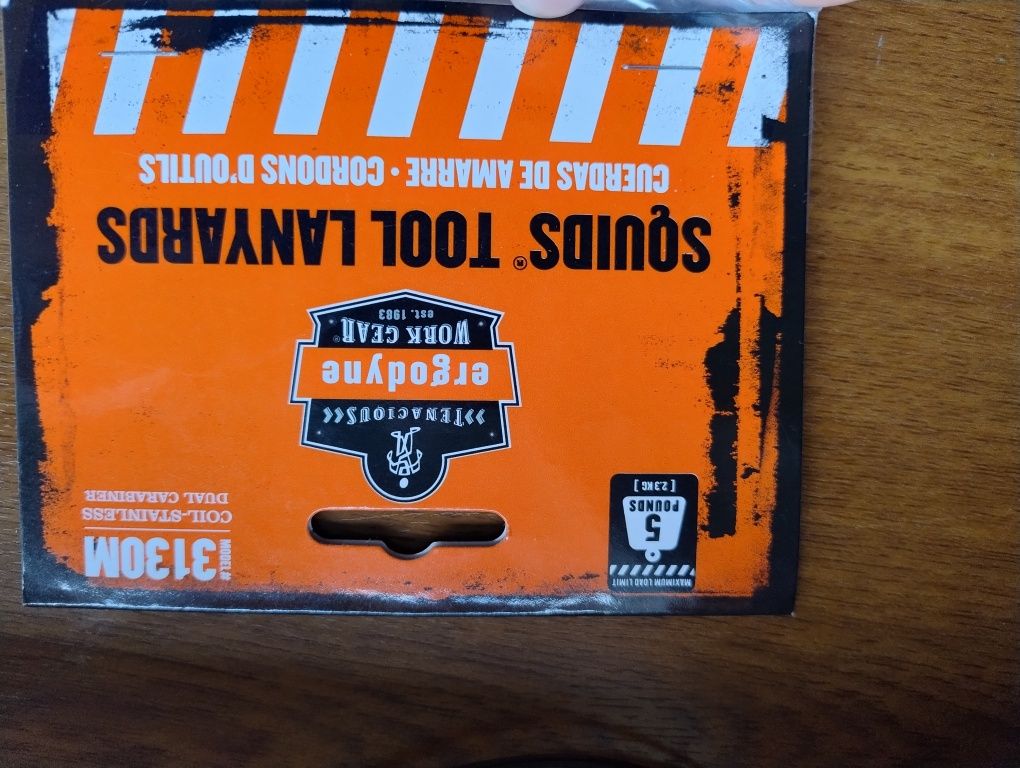 MAXIMUM LOAD LIMIT
5
POUNDS
[ 2.3KG ]
MODEL# 3130M
COIL-STAINLESS
DUAL CARABINER
»TENACIOUS«
ergodyne
WORK GEAR®
est. 1983
SQUIDS® TOOL LANYARDS
CUERDAS DE AMARRE • CORDONS D'OUTILS